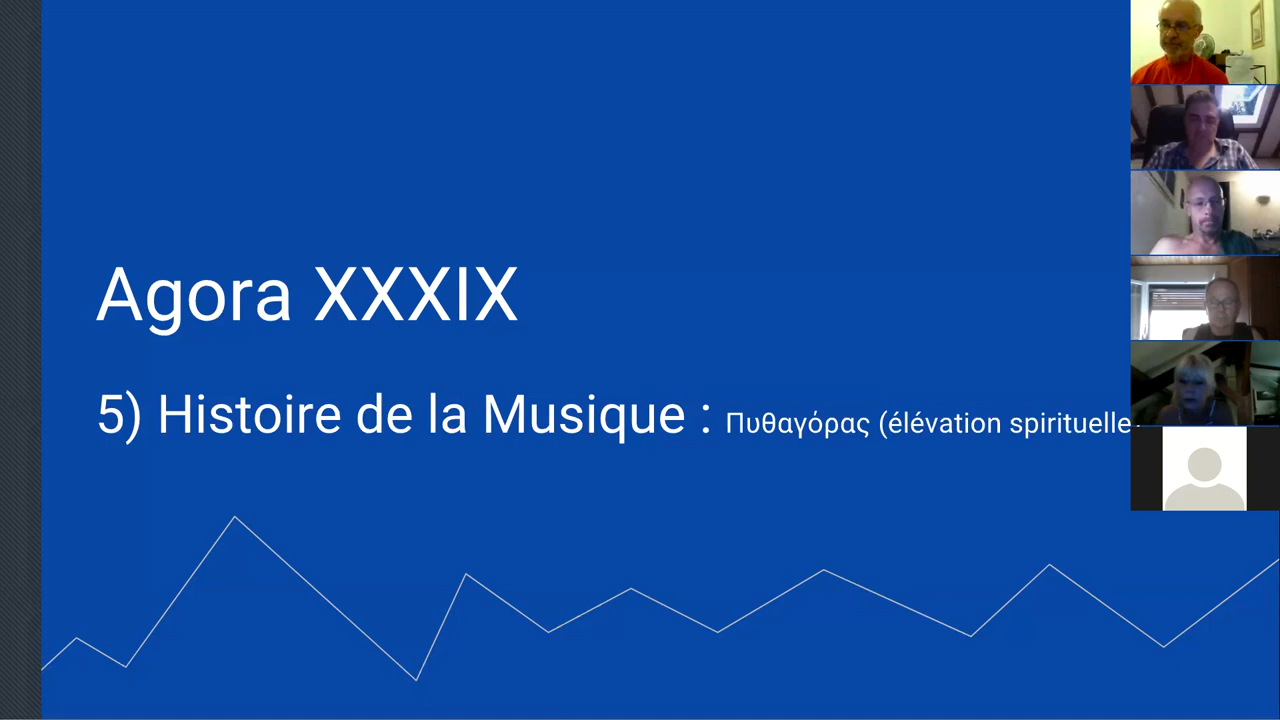 Agora XXXIX
5) Histoire de la Musique : Πυθαγόρας (élévation spirituelle